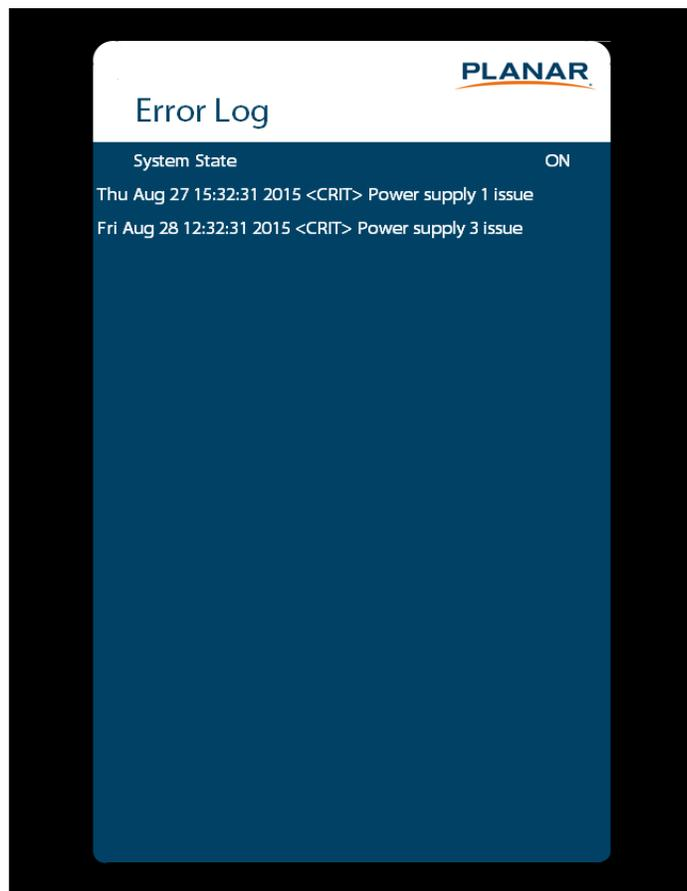 PLANAR
Error Log
System State ON
Thu Aug 27 15:32:31 2015 <CRIT> Power supply 1 issue
Fri Aug 28 12:32:31 2015 <CRIT> Power supply 3 issue